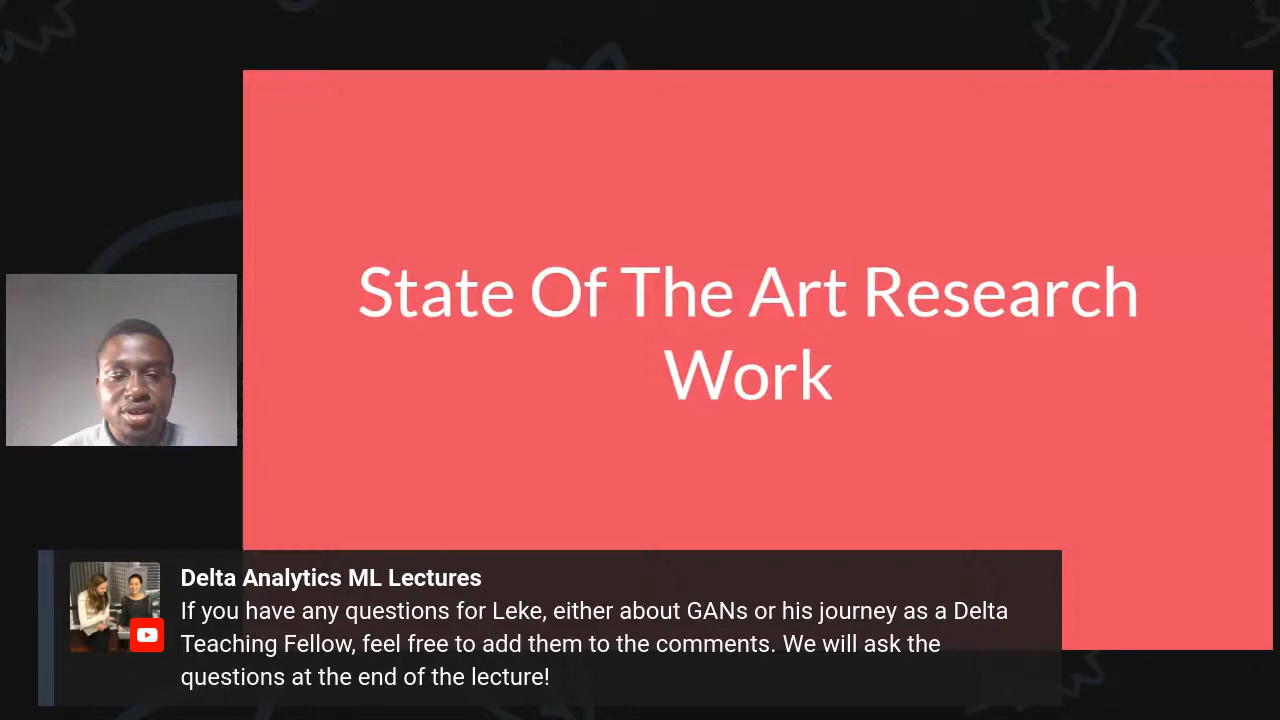 State Of The Art Research
Work
Delta Analytics ML Lectures
If you have any questions for Leke, either about GANs or his journey as a Delta
Teaching Fellow, feel free to add them to the comments. We will ask the
questions at the end of the lecture!